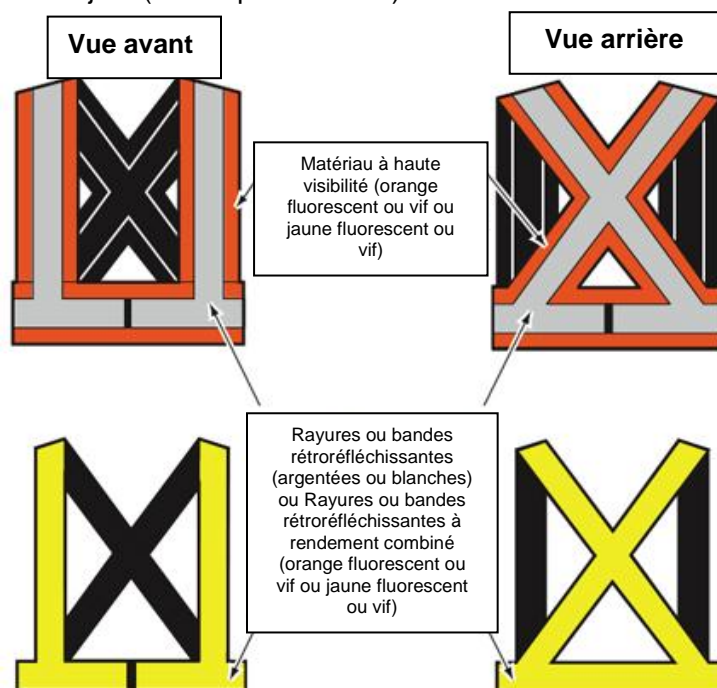 Vue avant
Vue arrière
Matériau à haute
visibilité (orange
fluorescent ou vif ou
jaune fluorescent ou
vif)
Rayures ou bandes
rétroréfléchissantes
(argentées ou blanches)
ou Rayures ou bandes
rétroréfléchissantes à
rendement combiné
(orange fluorescent ou
vif ou jaune fluorescent
ou vif)